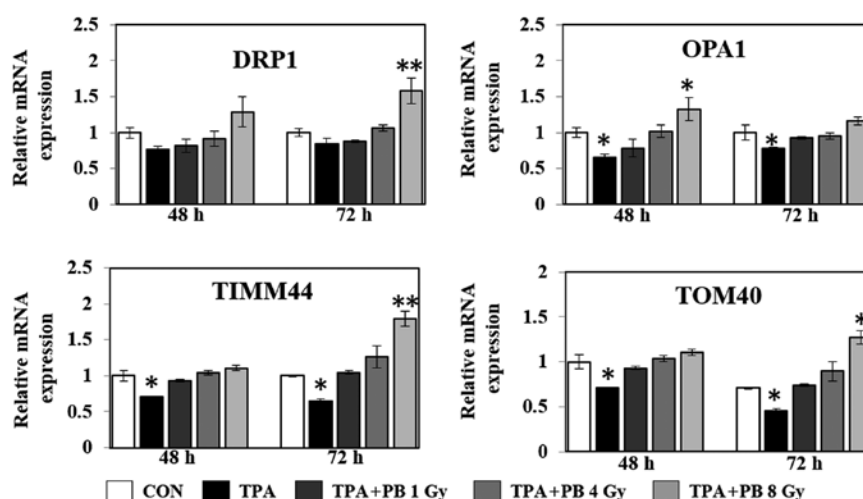 Relative mRNA expression
2.5
2
1.5
1
0.5
0
DRP1
**
48 h
72 h
Relative mRNA expression
2.5
2
1.5
1
0.5
0
OPA1
*
*
*
48 h
72 h
Relative mRNA expression
2.5
2
1.5
1
0.5
0
TIMM44
*
*
**
48 h
72 h
Relative mRNA expression
2
1.5
1
0.5
0
TOM40
*
*
*
48 h
72 h
CON TPA TPA+PB 1 Gy TPA+PB 4 Gy TPA+PB 8 Gy